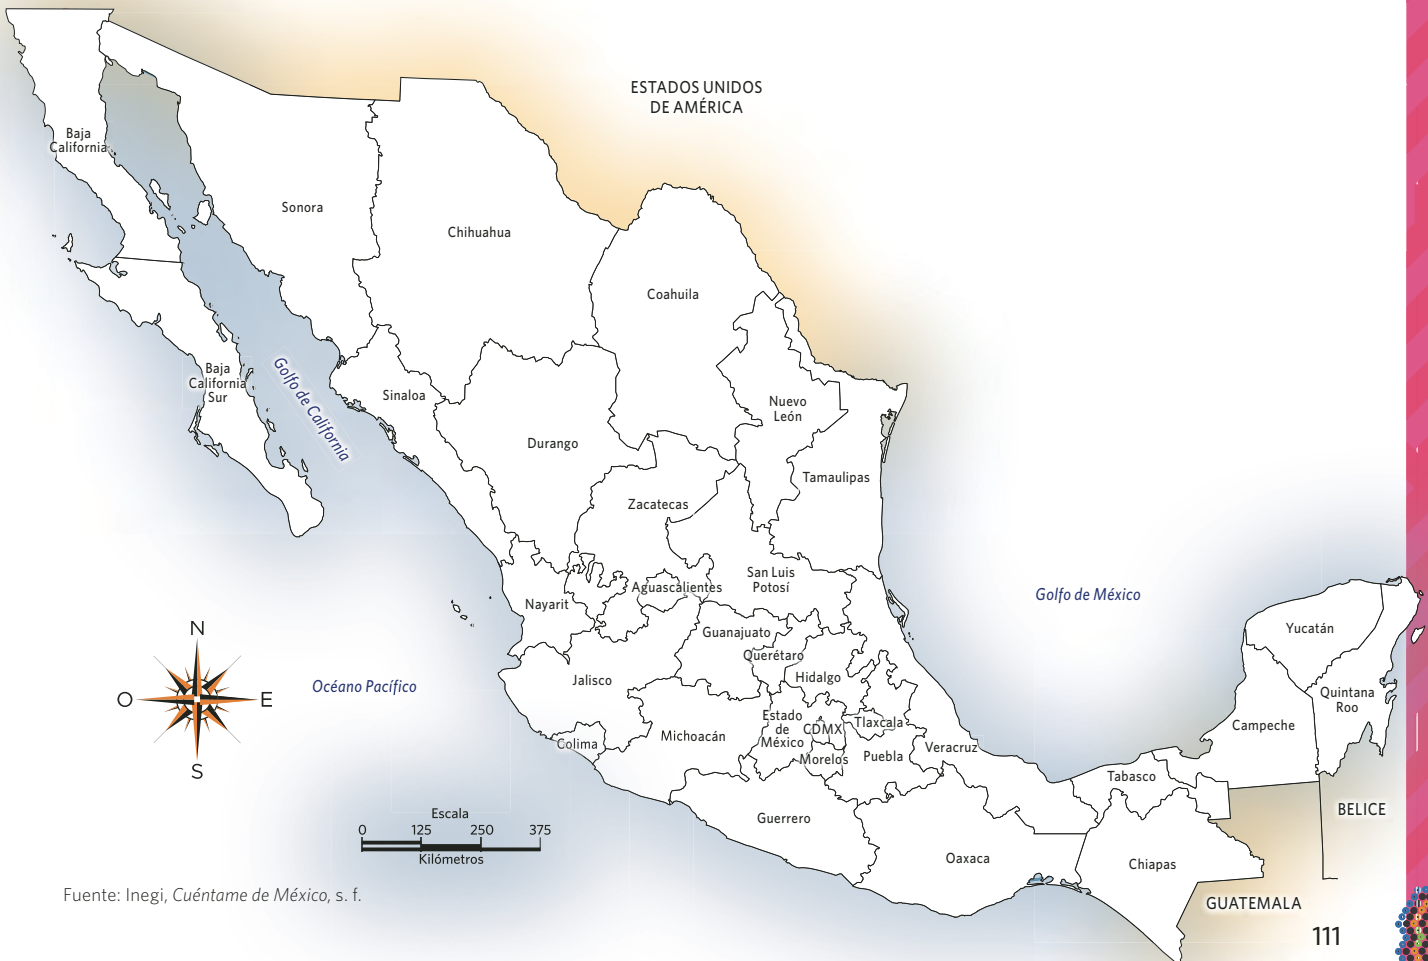 ESTADOS UNIDOS
DE AMÉRICA
Baja
California
Sonora
Chihuahua
Coahuila
Baja
California
Sur
Golfo de California
Sinaloa
Nuevo
León
Durango
Tamaulipas
Zacatecas
San Luis
Potosí
Aguascalientes
Nayarit
Golfo de México
Guanajuato
Yucatán
Querétaro
Hidalgo
Jalisco
Océano Pacífico
Quintana
Roo
N
O
E
S
Estado
de
México
CDMX
Tlaxcala
Campeche
Michoacán
Colima
Veracruz
Morelos
Puebla
Tabasco
BELICE
Guerrero
Escala
0 125 250 375
Kilómetros
Oaxaca
Chiapas
Fuente: Inegi, Cuéntame de México, s. f.
GUATEMALA
111